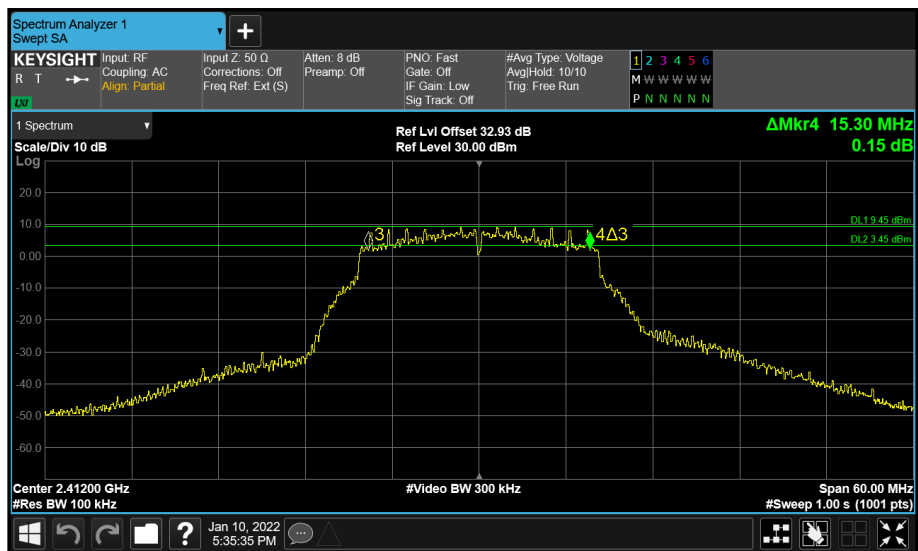 Spectrum Analyzer 1
Swept SA
+
KEYSIGHT
R T
LXI
Input: RF
Coupling: AC
Align: Partial
Input Z: 50 Ω
Corrections: Off
Freq Ref: Ext (S)
Atten: 8 dB
Preamp: Off
PNO: Fast
Gate: Off
IF Gain: Low
Sig Track: Off
#Avg Type: Voltage
Avg|Hold: 10/10
Trig: Free Run
1 2 3 4 5 6
M W W W W W
P N N N N N
1 Spectrum
Scale/Div 10 dB
Ref Lvl Offset 32.93 dB
Ref Level 30.00 dBm
ΔMkr4 15.30 MHz
0.15 dB
Log
20.0
10.0
0.00
-10.0
-20.0
-30.0
-40.0
-50.0
-60.0
DL1 9.45 dBm
DL2 3.45 dBm
3
4Δ3
Center 2.41200 GHz
#Video BW 300 kHz
Span 60.00 MHz
#Res BW 100 kHz
#Sweep 1.00 s (1001 pts)
?
Jan 10, 2022
5:35:35 PM